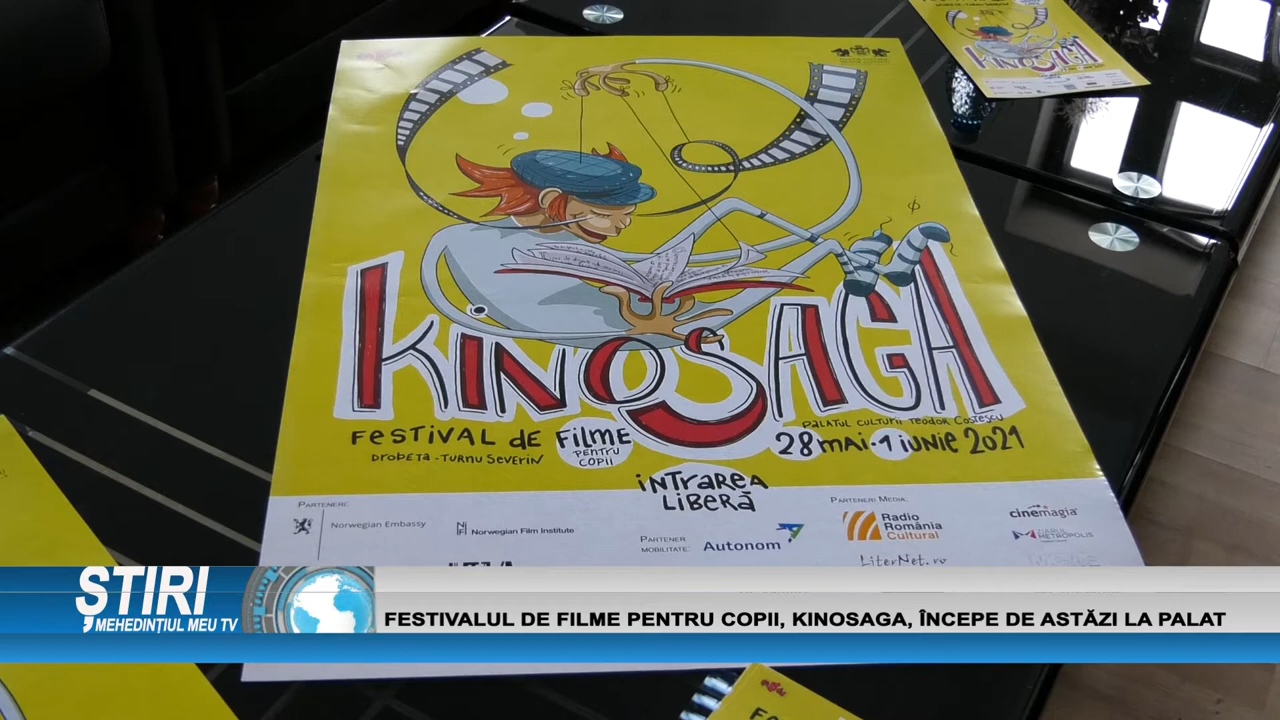 KINOSAGA
KINOSAGA
FESTIVAL de FILME PENTRU COPII
DROBETA - TURNU SEVERIN
PALATUL CULTURII TEODOR COSTESCU
28 mai - 1 iunie 2021
INTRAREA LIBERĂ
PARTENERI:
Norwegian Embassy
NFI Norwegian Film Institute
PARTENER MOBILITATE:
Autonom
PARTENERI MEDIA:
Radio România Cultural
cinemagia
ZIARUL METROPOLIS
LiterNet.ro
ȘTIRI
MEHEDINȚIUL MEU TV
FESTIVALUL DE FILME PENTRU COPII, KINOSAGA, ÎNCEPE DE ASTĂZI LA PALAT